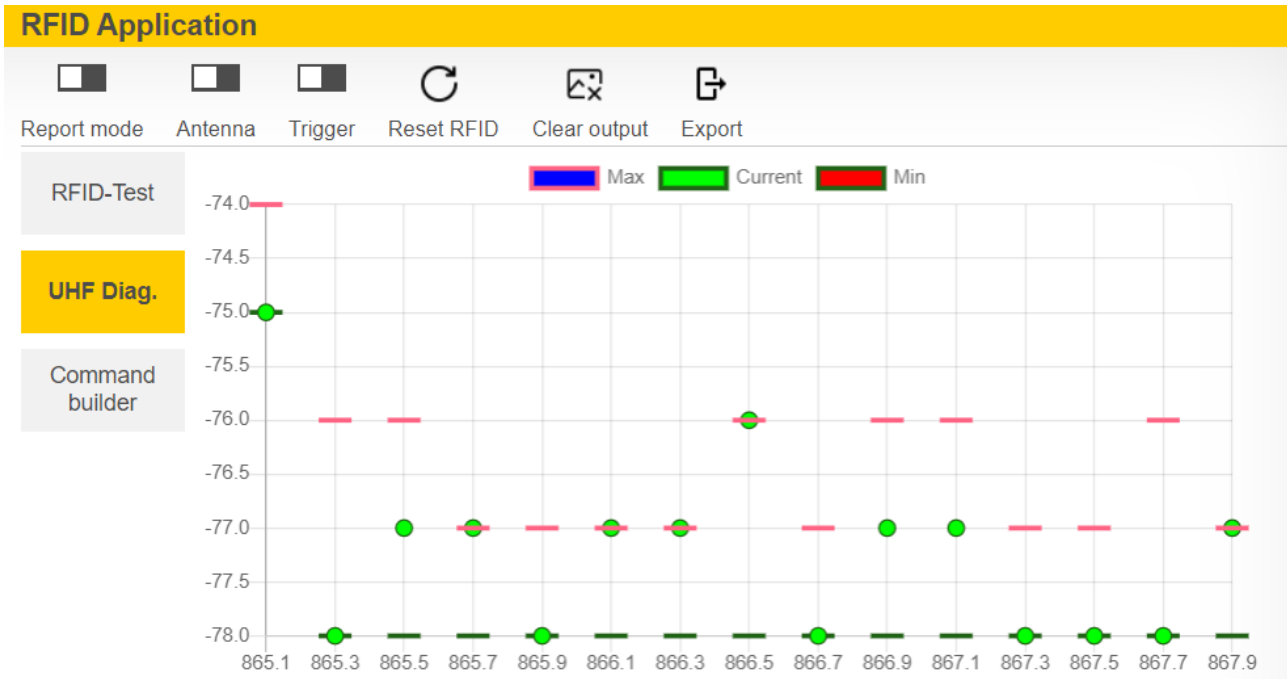 RFID Application
Report mode Antenna Trigger Reset RFID Clear output Export
RFID-Test
UHF Diag.
Command
builder
Max Current Min
-74.0
-74.5
-75.0
-75.5
-76.0
-76.5
-77.0
-77.5
-78.0
865.1 865.3 865.5 865.7 865.9 866.1 866.3 866.5 866.7 866.9 867.1 867.3 867.5 867.7 867.9